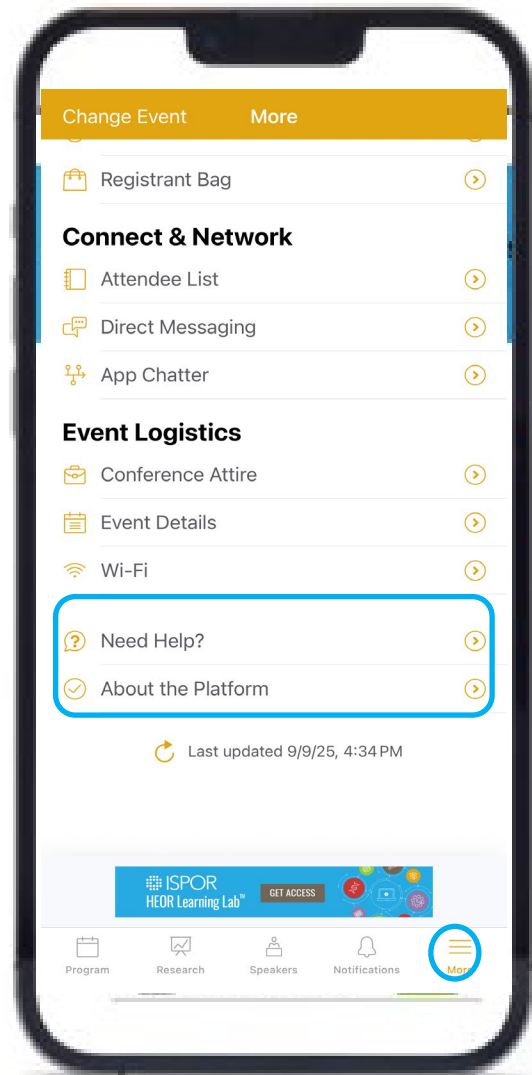 Change Event More
Registrant Bag
Connect & Network
Attendee List
Direct Messaging
App Chatter
Event Logistics
Conference Attire
Event Details
Wi-Fi
Need Help?
About the Platform
Last updated 9/9/25, 4:34 PM
ISPOR
HEOR Learning Lab™
GET ACCESS
Program Research Speakers Notifications More